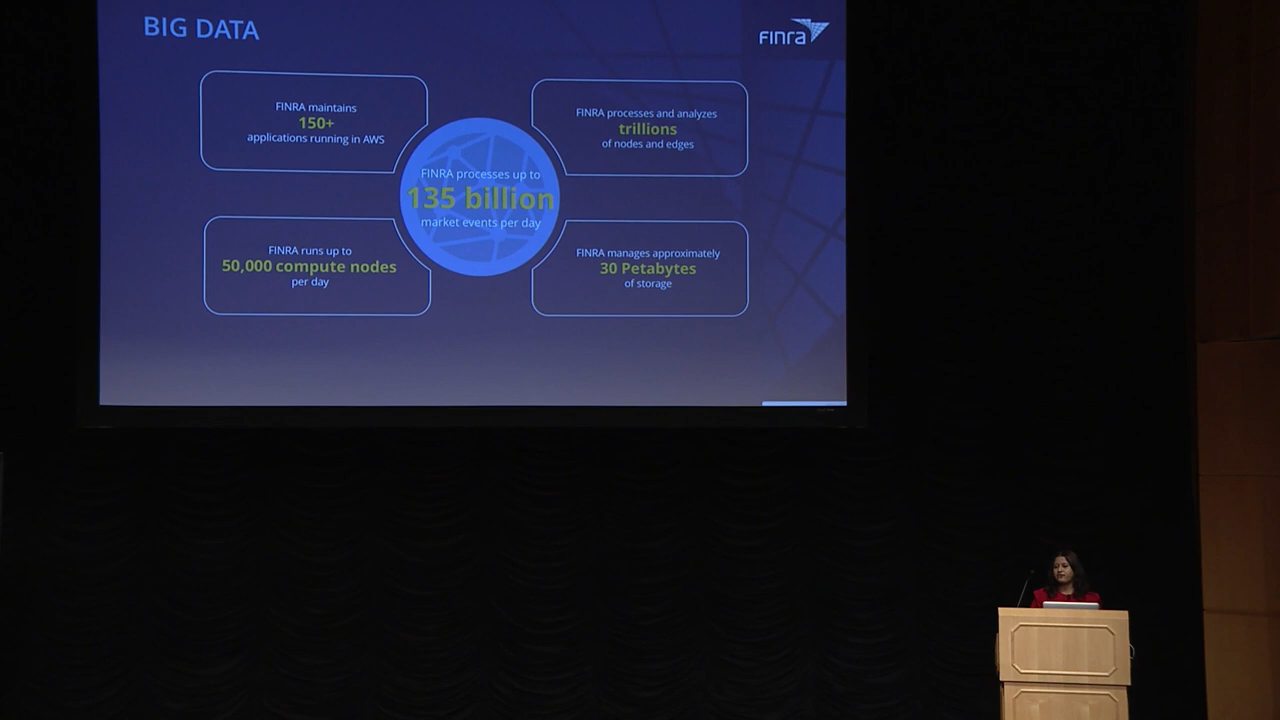 BIG DATA
FINRA
FINRA maintains
150+
applications running in AWS
FINRA processes and analyzes
trillions
of nodes and edges
FINRA processes up to
135 billion
market events per day
FINRA runs up to
50,000 compute nodes
per day
FINRA manages approximately
30 Petabytes
of storage